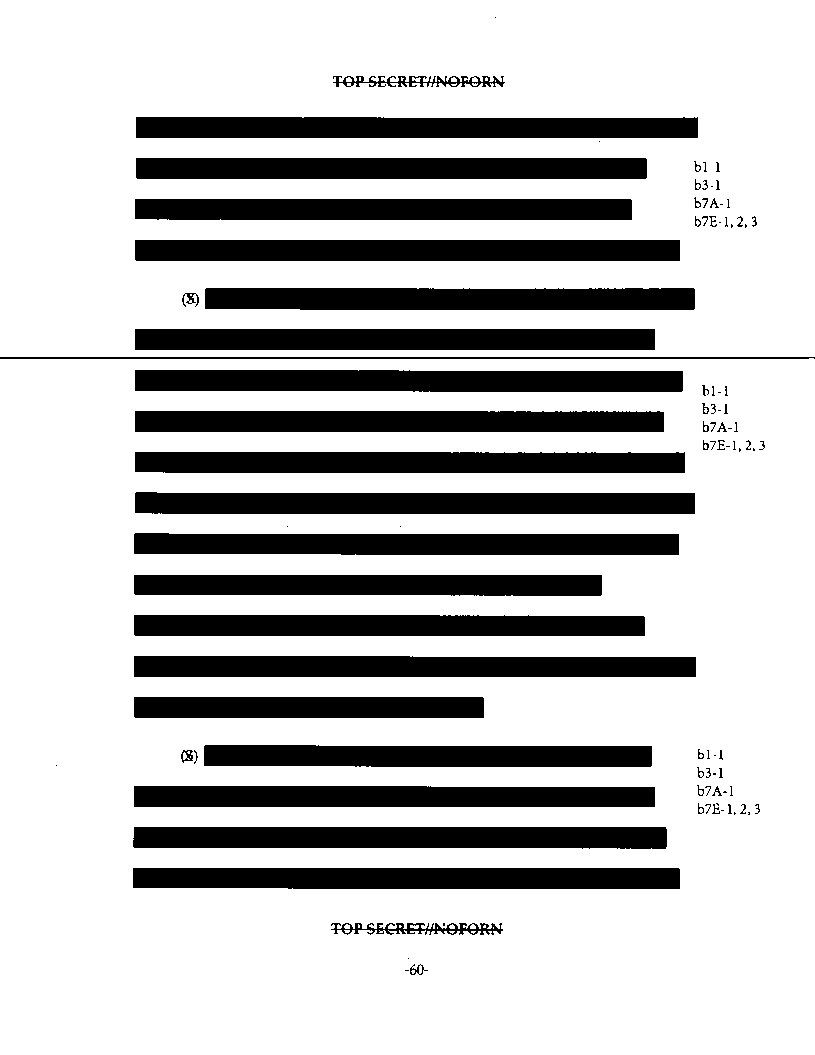 TOP SECRET//NOFORN
b1-1
b3-1
b7A-1
b7E-1, 2, 3
(S)
b1-1
b3-1
b7A-1
b7E-1, 2, 3
(S)
b1-1
b3-1
b7A-1
b7E-1, 2, 3
TOP SECRET//NOFORN
-60-